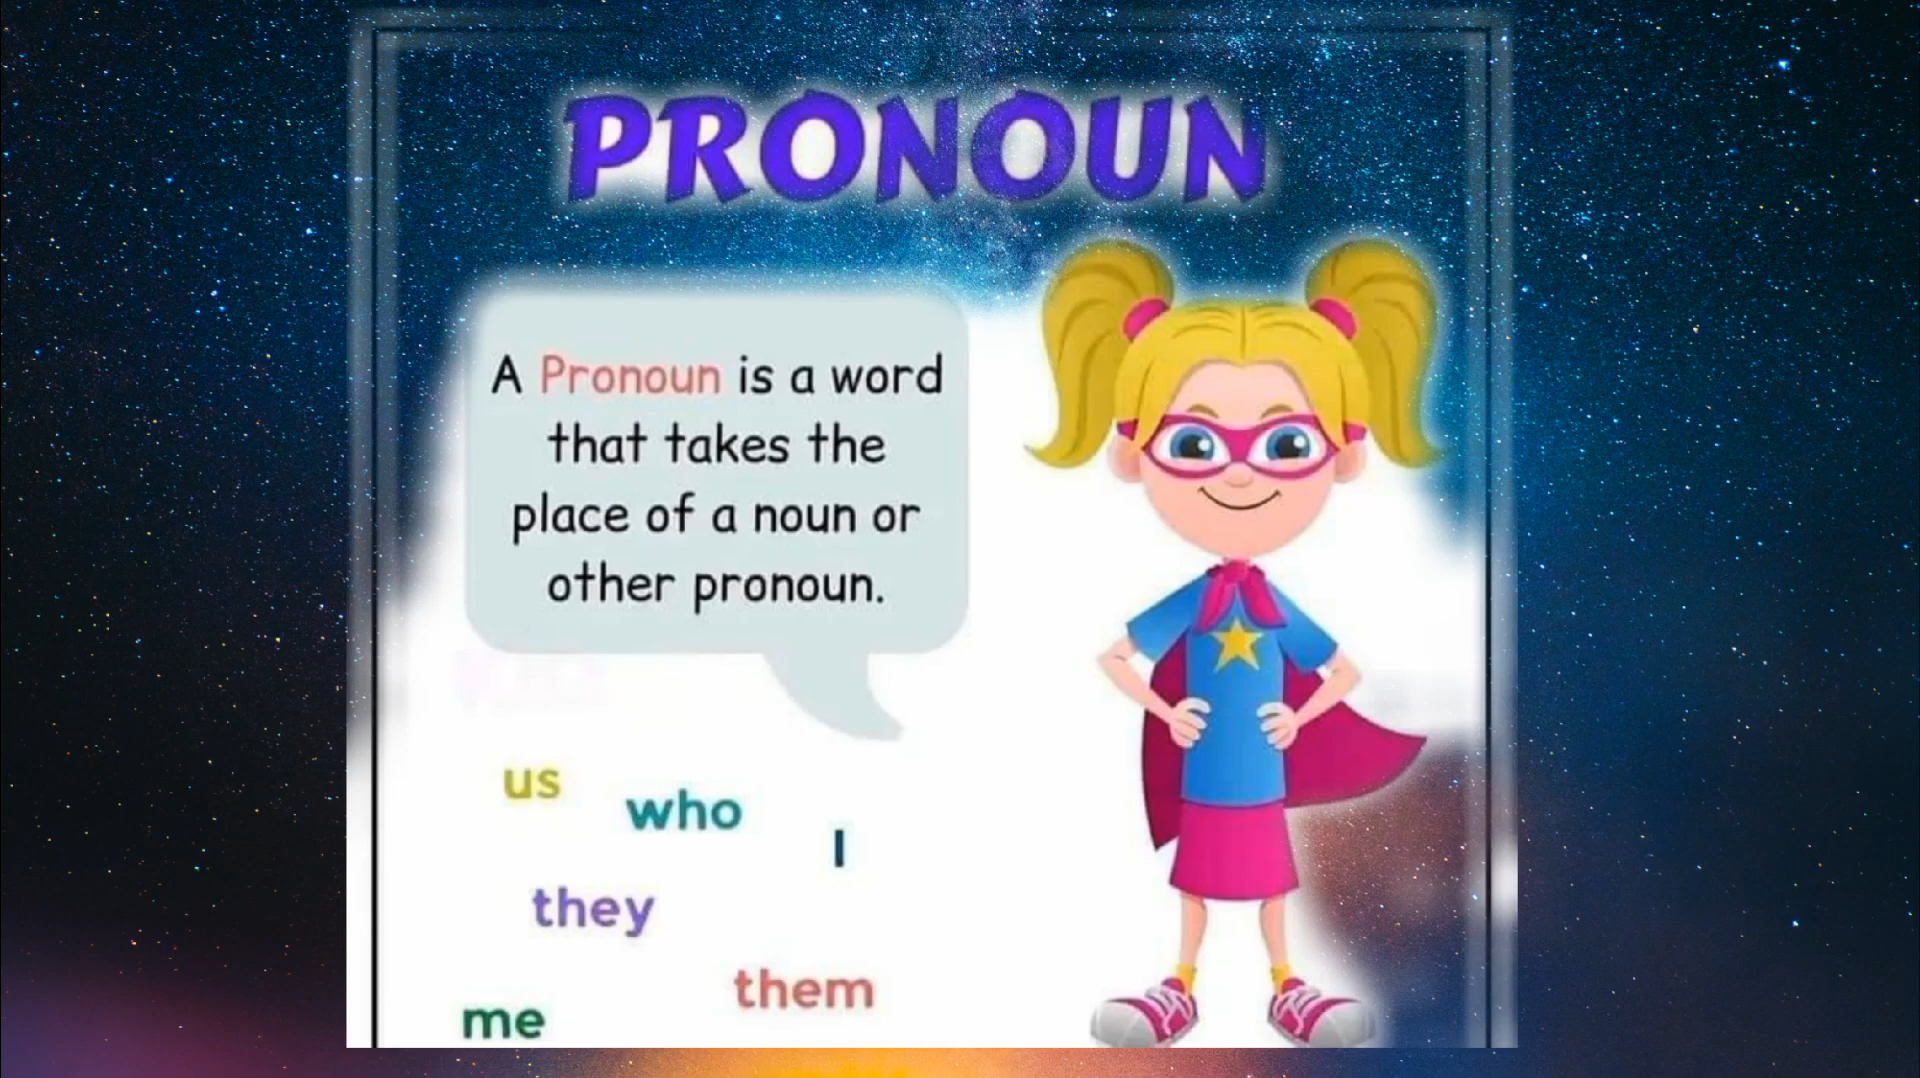 PRONOUN
A Pronoun is a word
that takes the
place of a noun or
other pronoun.
us
who
I
they
them
me